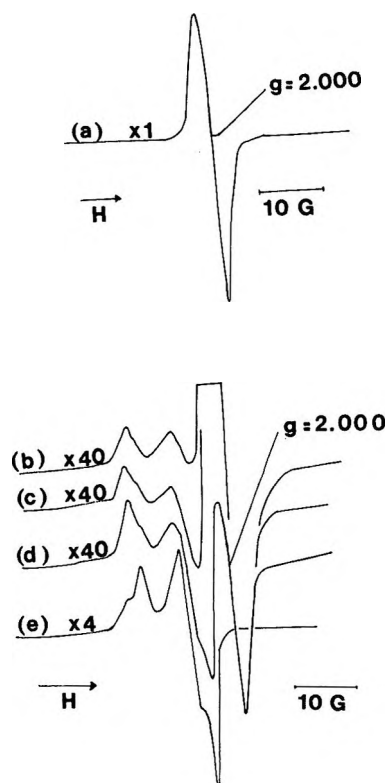 g=2.000
(a) x1
10 G
H
g=2.000
(b) x40
(c) x40
(d) x40
(e) x4
H
10 G